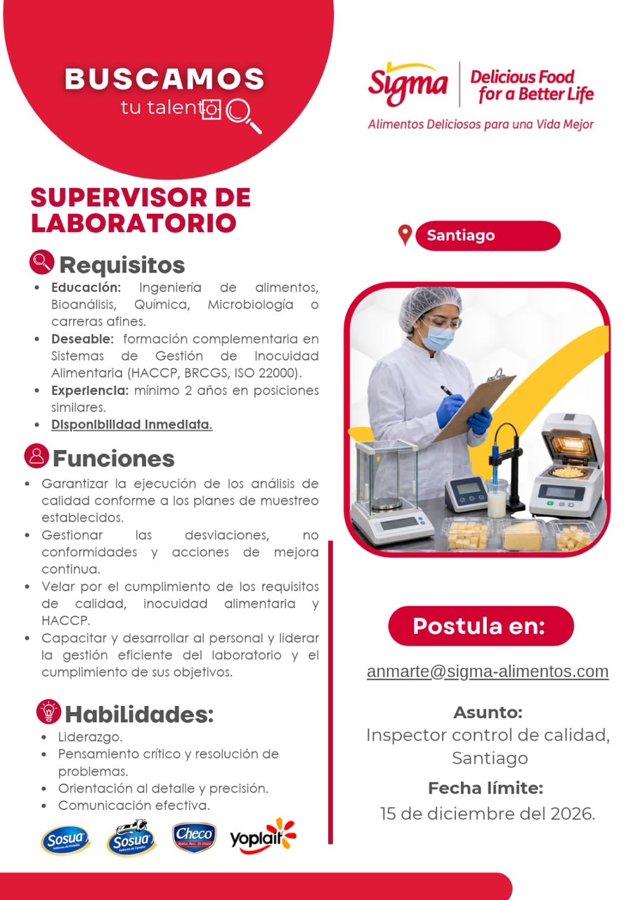 BUSCAMOS
tu talento
Sigma
Delicious Food
for a Better Life
Alimentos Deliciosos para una Vida Mejor
SUPERVISOR DE
LABORATORIO
Santiago
Requisitos
• Educación: Ingeniería de alimentos,
Bioanálisis, Química, Microbiología o
carreras afines.
• Deseable: formación complementaria en
Sistemas de Gestión de Inocuidad
Alimentaria (HACCP, BRCGS, ISO 22000).
• Experiencia: mínimo 2 años en posiciones
similares.
• Disponibilidad Inmediata.
Funciones
• Garantizar la ejecución de los análisis de
calidad conforme a los planes de muestreo
establecidos.
• Gestionar las desviaciones, no
conformidades y acciones de mejora
continua.
• Velar por el cumplimiento de los requisitos
de calidad, inocuidad alimentaria y
HACCP.
• Capacitar y desarrollar al personal y liderar
la gestión eficiente del laboratorio y el
cumplimiento de sus objetivos.
Habilidades:
• Liderazgo.
• Pensamiento crítico y resolución de
problemas.
• Orientación al detalle y precisión.
• Comunicación efectiva.
Sosua
Sosua
Checo
yoplait
Postula en:
anmarte@sigma-alimentos.com
Asunto:
Inspector control de calidad,
Santiago
Fecha límite:
15 de diciembre del 2026.